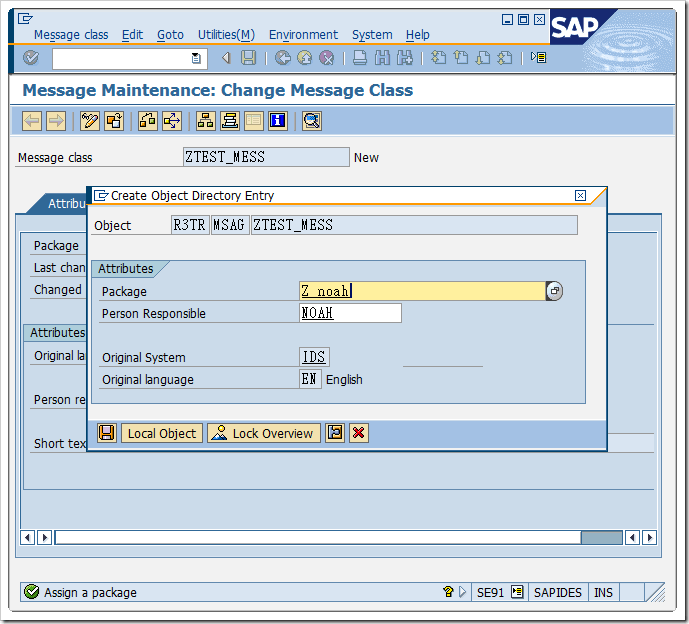 Message class Edit Goto Utilities(M) Environment System Help
SAP
Message Maintenance: Change Message Class
Message class ZTEST_MESS New
Attribu
Create Object Directory Entry
Object R3TR MSAG ZTEST_MESS
Package
Last chan
Changed
Attributes
Package Z_noah
Person Responsible NOAH
Attributes
Original la
Original System IDS
Original language EN English
Person re
Local Object Lock Overview
Short tex
Assign a package SE91 SAPIDES INS